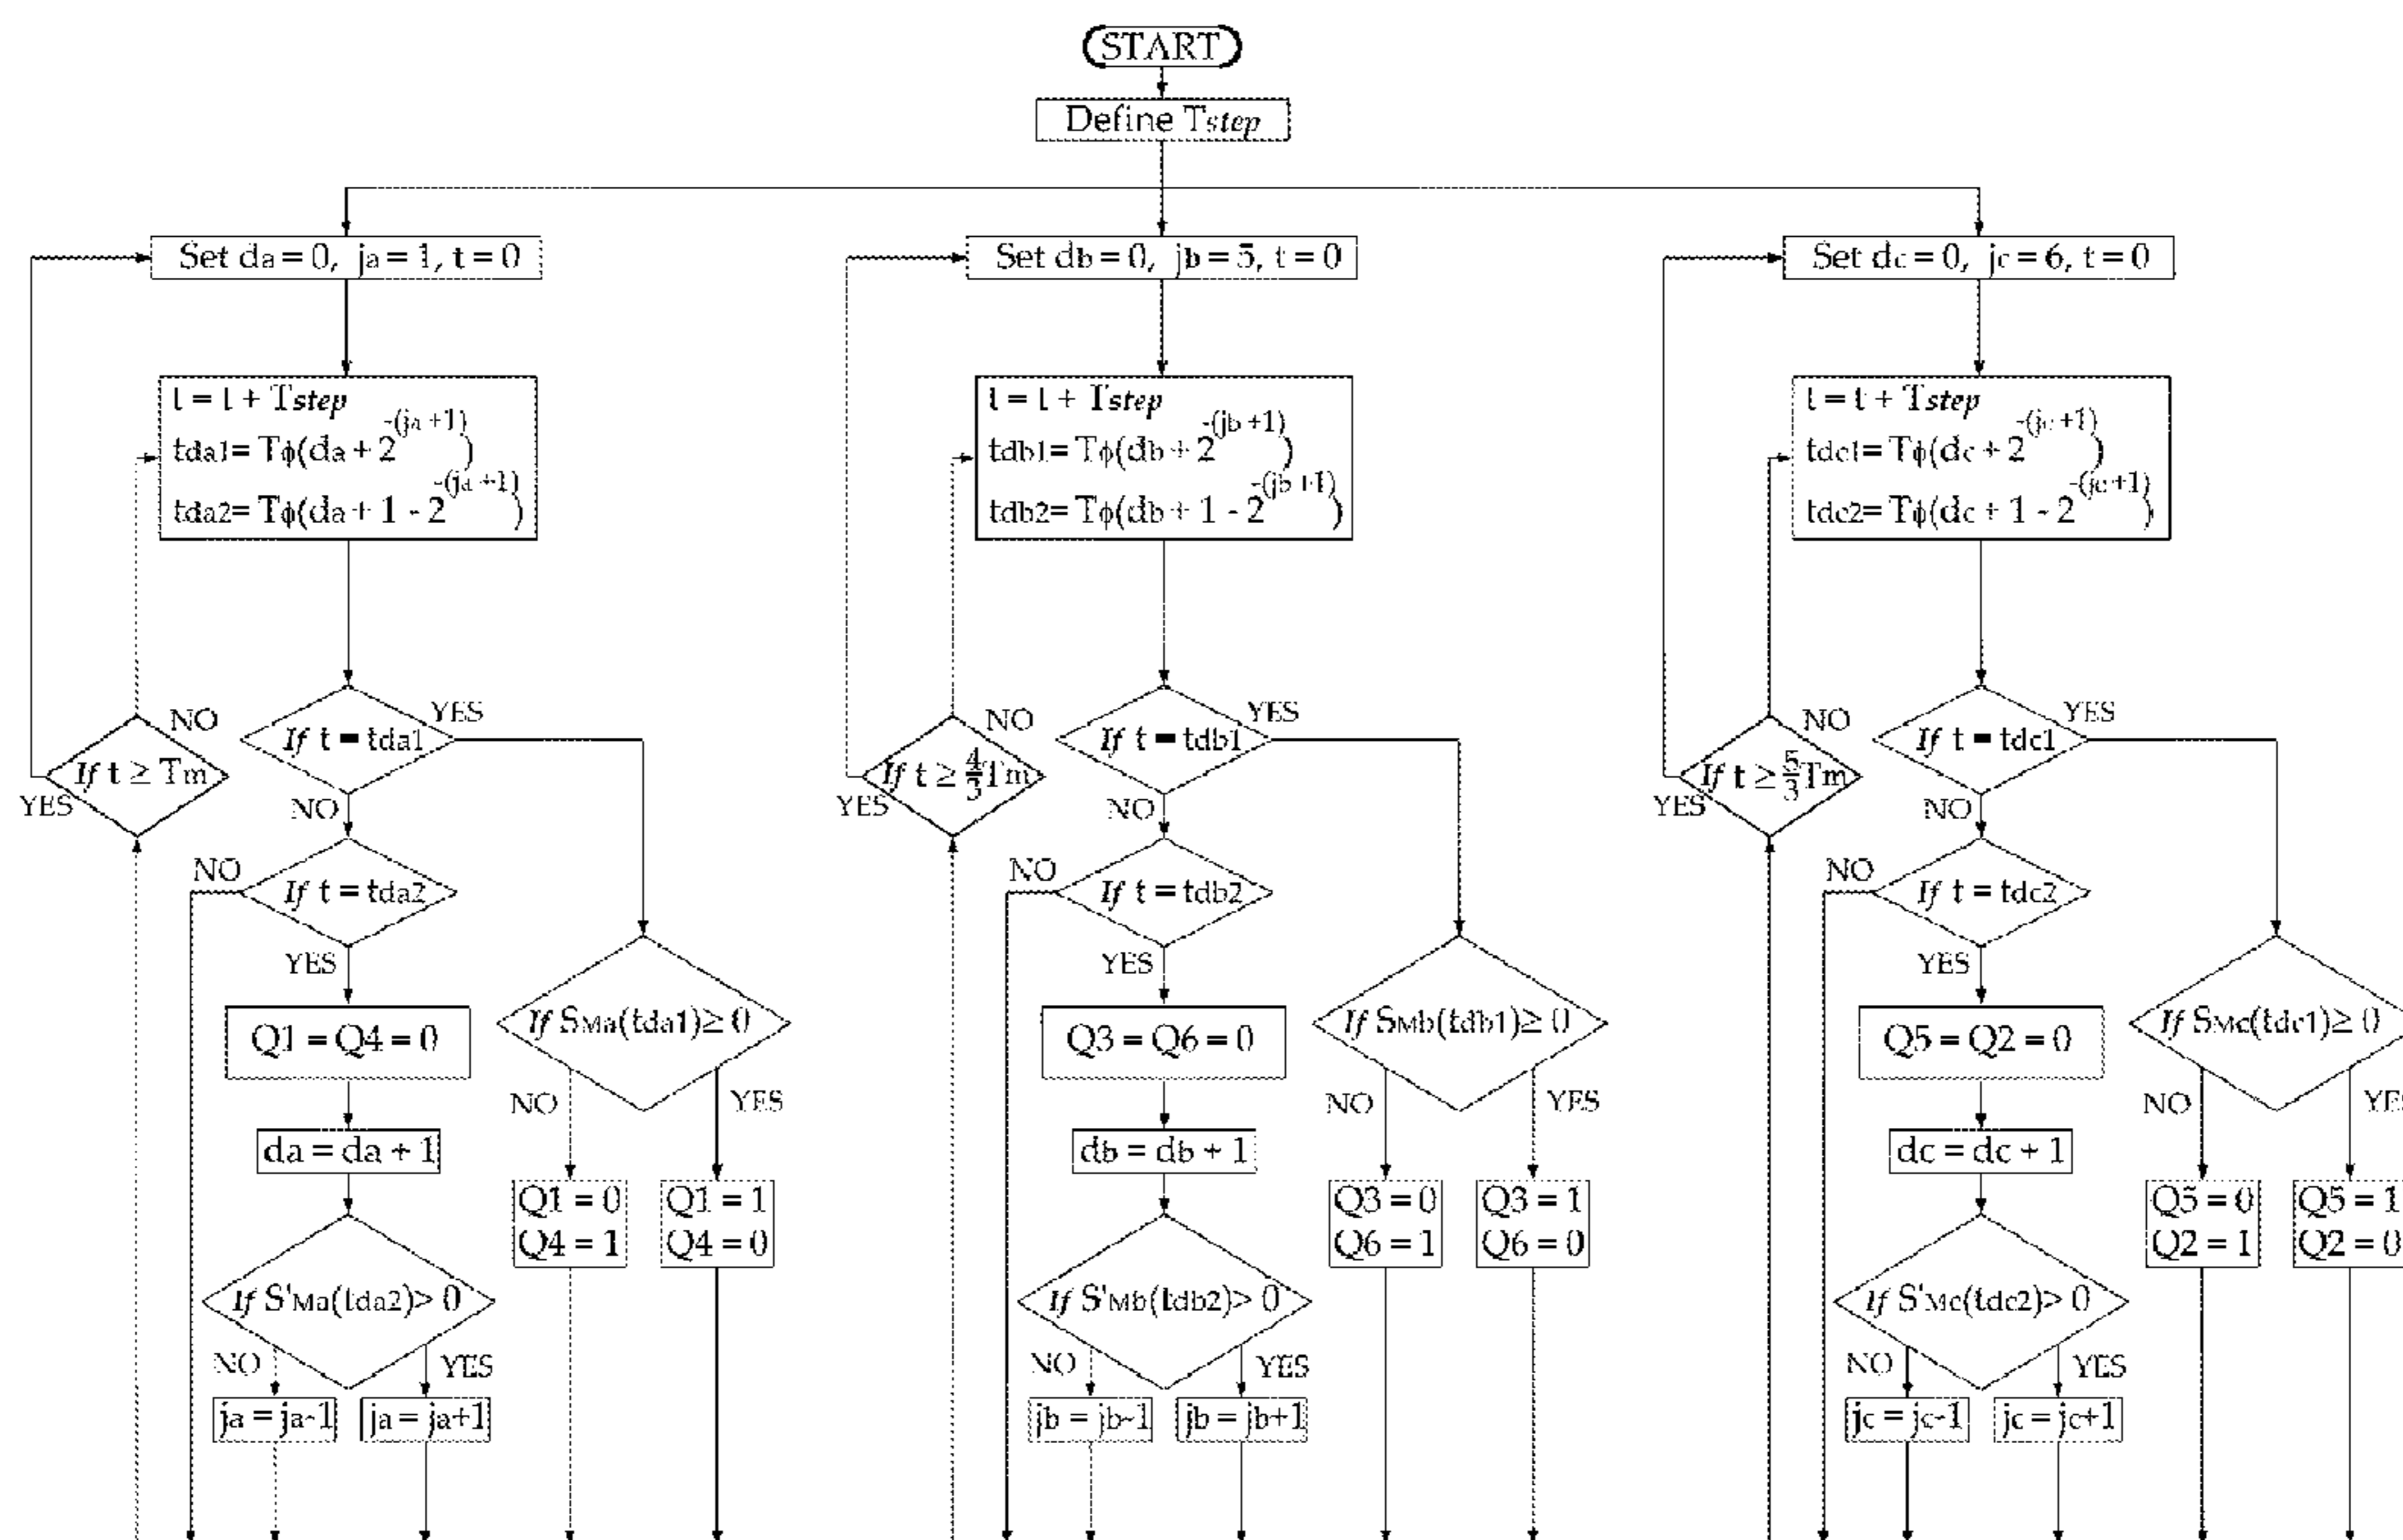 START
Define Tstep
Set da = 0, ja = 1, t = 0
t = t + Tstep
tda1= Tϕ(da + 2^-(ja +1))
tda2= Tϕ(da + 1 - 2^-(ja +1))
If t = tda1
YES
NO
If t ≥ Tm
NO
YES
If t = tda2
NO
YES
Q1 = Q4 = 0
da = da + 1
If S'Ma(tda2)> 0
NO
YES
ja = ja-1
ja = ja+1
If SMa(tda1)≥ 0
NO
YES
Q1 = 0
Q4 = 1
Q1 = 1
Q4 = 0
Set db = 0, jb = 5, t = 0
t = t + Tstep
tdb1= Tϕ(db + 2^-(jb +1))
tdb2= Tϕ(db + 1 - 2^-(jb +1))
If t = tdb1
YES
NO
If t ≥ 4/3 Tm
NO
YES
If t = tdb2
NO
YES
Q3 = Q6 = 0
db = db + 1
If S'Mb(tdb2)> 0
NO
YES
jb = jb-1
jb = jb+1
If SMb(tdb1)≥ 0
NO
YES
Q3 = 0
Q6 = 1
Q3 = 1
Q6 = 0
Set dc = 0, jc = 6, t = 0
t = t + Tstep
tdc1= Tϕ(dc + 2^-(jc +1))
tdc2= Tϕ(dc + 1 - 2^-(jc +1))
If t = tdc1
YES
NO
If t ≥ 5/3 Tm
NO
YES
If t = tdc2
NO
YES
Q5 = Q2 = 0
dc = dc + 1
If S'Mc(tdc2)> 0
NO
YES
jc = jc-1
jc = jc+1
If SMc(tdc1)≥ 0
NO
YES
Q5 = 0
Q2 = 1
Q5 = 1
Q2 = 0